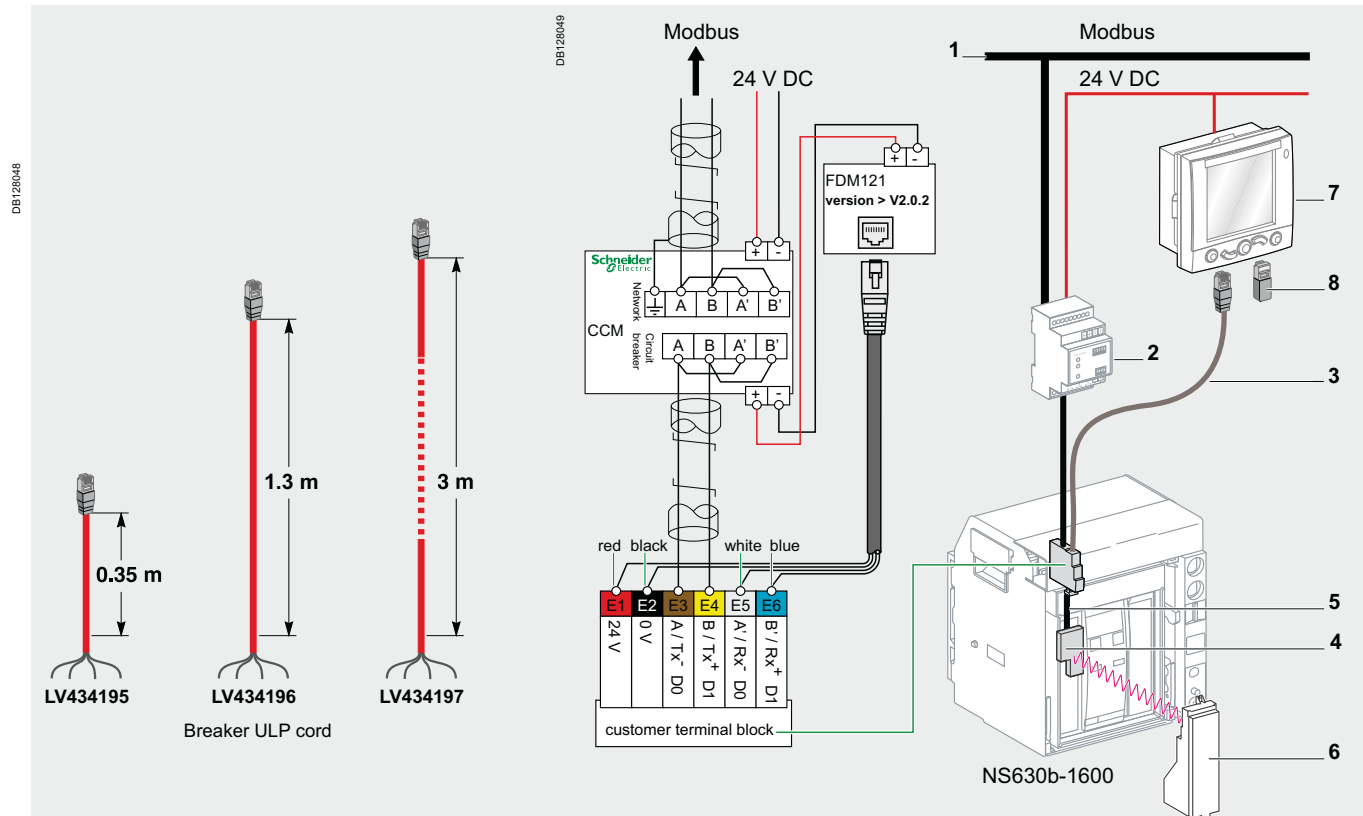 DB128048
0.35 m
LV434195
1.3 m
LV434196
3 m
LV434197
Breaker ULP cord
DB128049
Modbus
24 V DC
+ -
FDM121
version > V2.0.2
+ -
Schneider
Electric
Network
A B A' B'
CCM
Circuit
breaker
A B A' B'
+ -
red black white blue
E1 E2 E3 E4 E5 E6
24 V
0 V
A / Tx- D0
B / Tx+ D1
A' / Rx- D0
B' / Rx+ D1
customer terminal block
Modbus
1
24 V DC
7
8
2
3
5
4
6
NS630b-1600